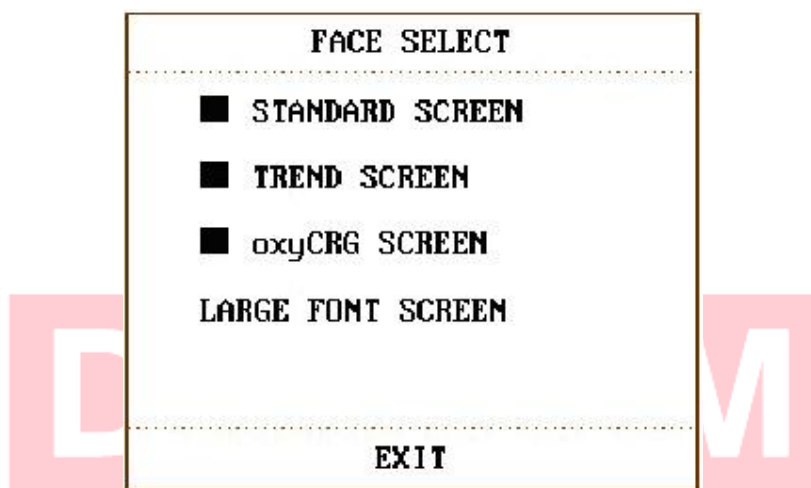 FACE SELECT
■ STANDARD SCREEN
■ TREND SCREEN
■ oxyCRG SCREEN
LARGE FONT SCREEN
EXIT